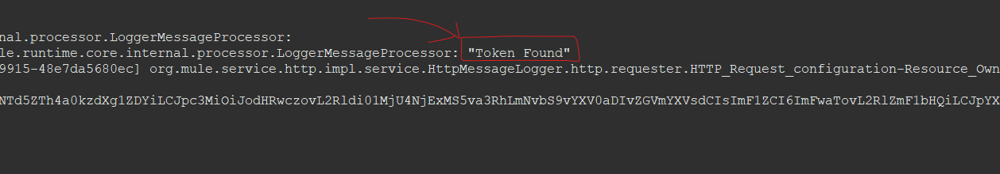 nal.processor.LoggerMessageProcessor:
le.runtime.core.internal.processor.LoggerMessageProcessor: "Token Found"
9915-48e7da5680ec] org.mule.service.http.impl.service.HttpMessageLogger.http.requester.HTTP_Request_configuration-Resource_Own
NTd5ZTh4a0kzdXg1ZDYiLCJpc3MiOiJodHRwczovL2Rldi01MjU4NjExMS5va3RhLmNvbS9vYXV0aDIvZGVmYXVsdCIsImF1ZCI6ImFwaTovL2RlZmF1bHQiLCJpYX